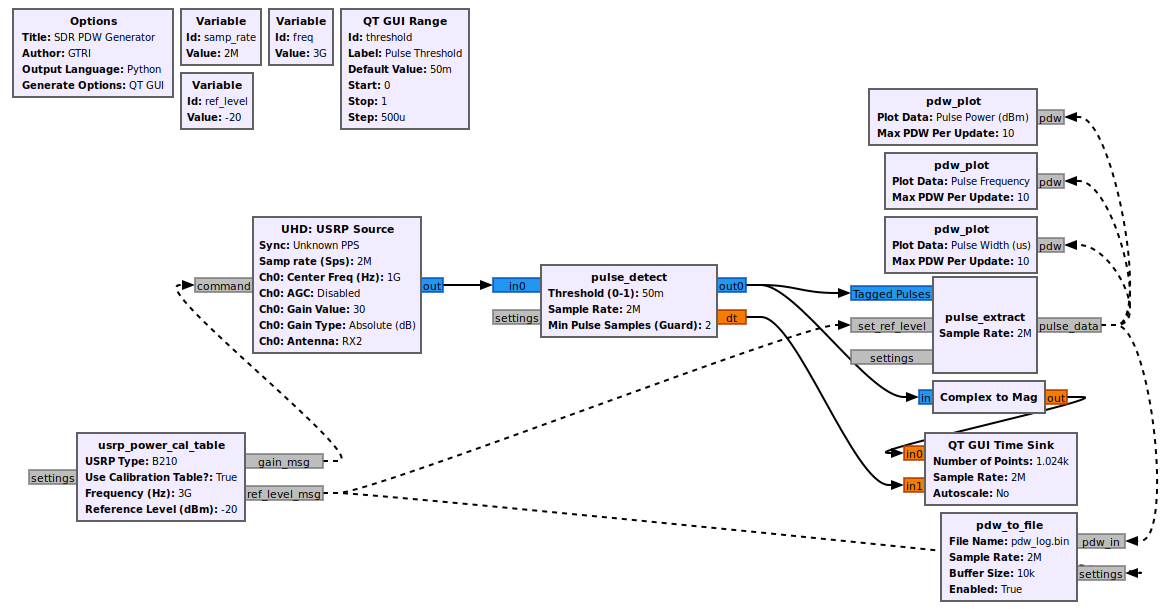 Options
Title: SDR PDW Generator
Author: GTRI
Output Language: Python
Generate Options: QT GUI
Variable
Id: samp_rate
Value: 2M
Variable
Id: freq
Value: 3G
Variable
Id: ref_level
Value: -20
QT GUI Range
Id: threshold
Label: Pulse Threshold
Default Value: 50m
Start: 0
Stop: 1
Step: 500u
pdw_plot
Plot Data: Pulse Power (dBm)
Max PDW Per Update: 10
pdw
pdw_plot
Plot Data: Pulse Frequency
Max PDW Per Update: 10
pdw
pdw_plot
Plot Data: Pulse Width (us)
Max PDW Per Update: 10
pdw
command
UHD: USRP Source
Sync: Unknown PPS
Samp rate (Sps): 2M
Ch0: Center Freq (Hz): 1G
Ch0: AGC: Disabled
Ch0: Gain Value: 30
Ch0: Gain Type: Absolute (dB)
Ch0: Antenna: RX2
out
in0
settings
pulse_detect
Threshold (0-1): 50m
Sample Rate: 2M
Min Pulse Samples (Guard): 2
out0
dt
Tagged Pulses
set_ref_level
settings
pulse_extract
Sample Rate: 2M
pulse_data
in
Complex to Mag
out
settings
usrp_power_cal_table
USRP Type: B210
Use Calibration Table?: True
Frequency (Hz): 3G
Reference Level (dBm): -20
gain_msg
ref_level_msg
in0
in1
QT GUI Time Sink
Number of Points: 1.024k
Sample Rate: 2M
Autoscale: No
pdw_to_file
File Name: pdw_log.bin
Sample Rate: 2M
Buffer Size: 10k
Enabled: True
pdw_in
settings